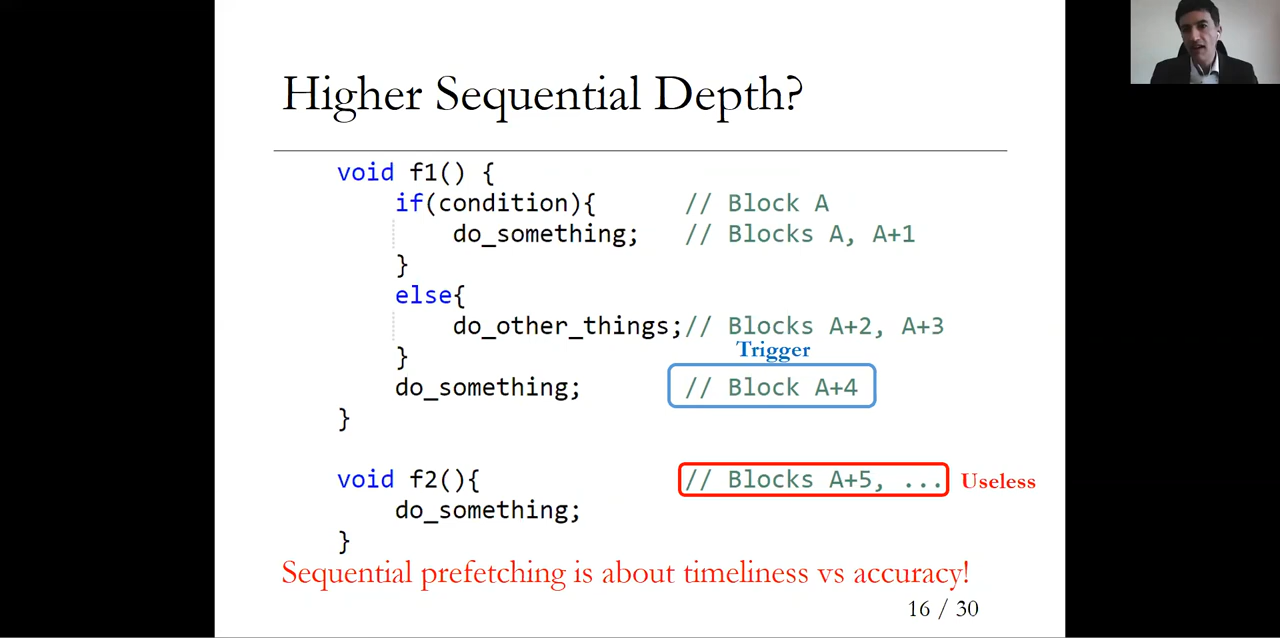 Higher Sequential Depth?
void f1() {
if(condition){ // Block A
do_something; // Blocks A, A+1
}
else{
do_other_things;// Blocks A+2, A+3
} Trigger
do_something; // Block A+4
}
void f2(){ // Blocks A+5, ... Useless
do_something;
}
Sequential prefetching is about timeliness vs accuracy!
16 / 30